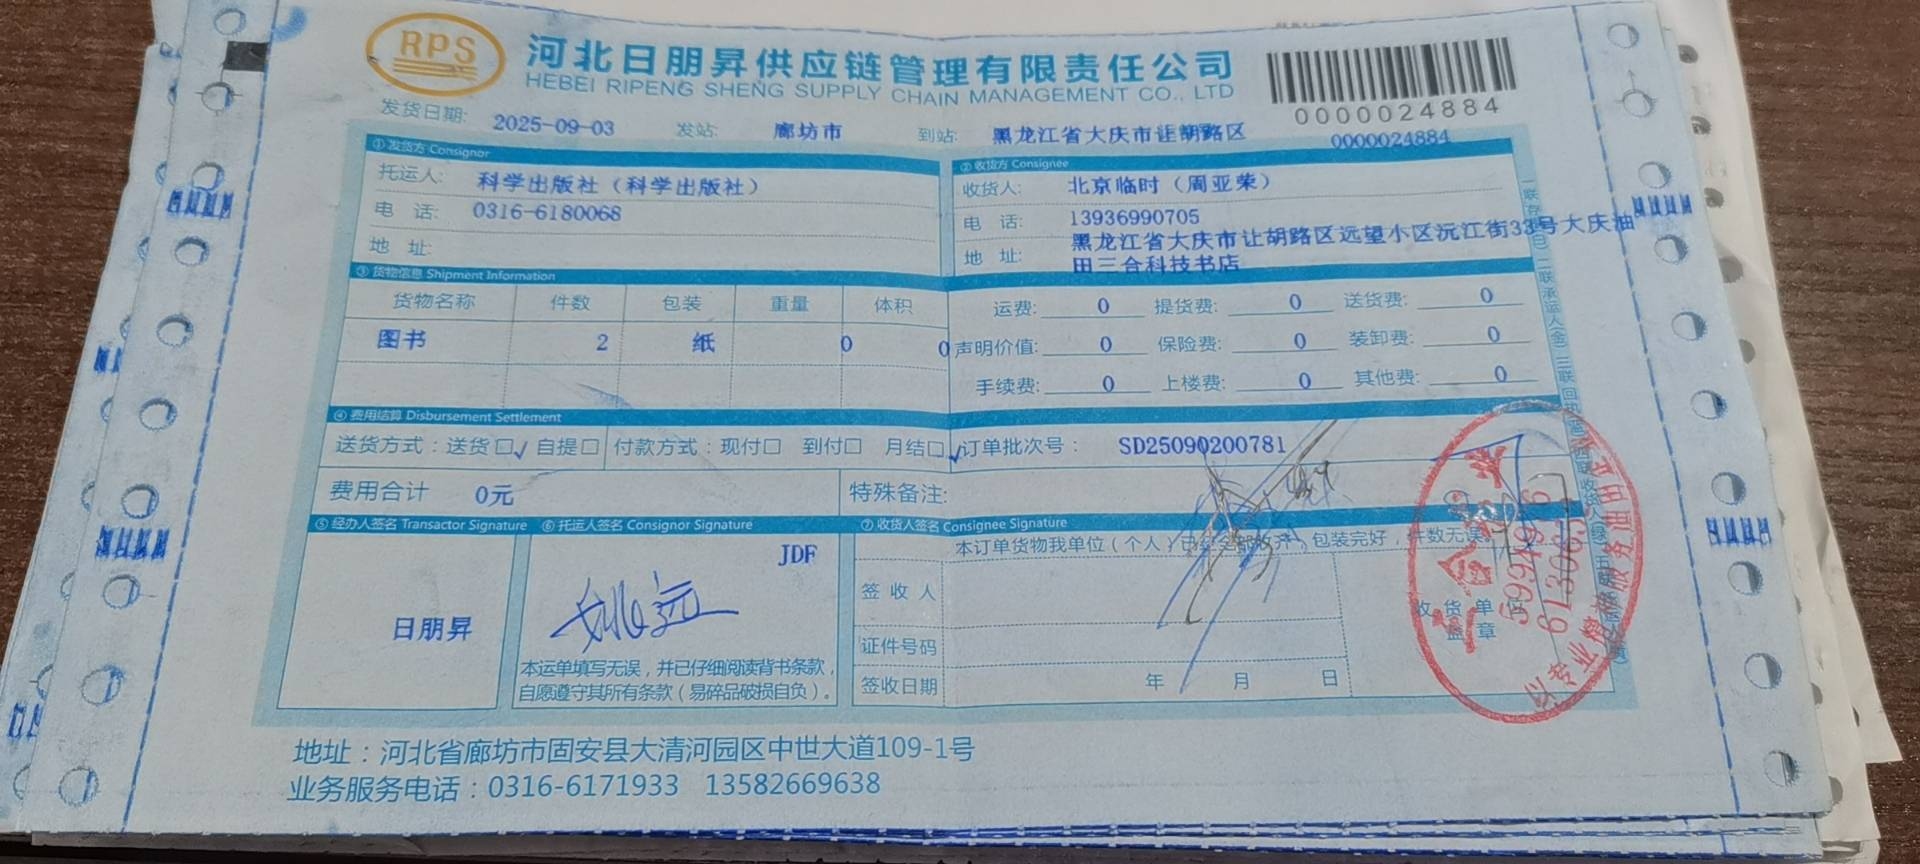 RPS
河北日朋昇供应链管理有限责任公司
HEBEI RIPENG SHENG SUPPLY CHAIN MANAGEMENT CO., LTD
0000024884
发货日期: 2025-09-03 发站: 廊坊市 到站: 黑龙江省大庆市让胡路区 0000024884
①发货方 Consignor ②收货方 Consignee
托运人: 科学出版社（科学出版社） 收货人: 北京临时（周亚荣）
电 话: 0316-6180068 电 话: 13936990705
地 址: 地 址: 黑龙江省大庆市让胡路区远望小区沅江街33号大庆油
田三合科技书店
③货物信息 Shipment Information
货物名称 件数 包装 重量 体积 运费: 0 提货费: 0 送货费: 0
图书 2 纸 0 0 声明价值: 0 保险费: 0 装卸费: 0
手续费: 0 上楼费: 0 其他费: 0
④费用结算 Disbursement Settlement
送货方式：送货□√ 自提□ 付款方式：现付□ 到付□ 月结□√ 订单批次号： SD25090200781
费用合计 0元 特殊备注:
⑤经办人签名 Transactor Signature ⑥托运人签名 Consignor Signature ⑦收货人签名 Consignee Signature
JDF 本订单货物我单位（个人）已全部收齐，包装完好，件数无误。
日朋昇 签 收 人 收 货 单 位
盖 章
证件号码
本运单填写无误，并已仔细阅读背书条款，
自愿遵守其所有条款（易碎品破损自负）。 签收日期 年 月 日
地址：河北省廊坊市固安县大清河园区中世大道109-1号
业务服务电话：0316-6171933 13582669638